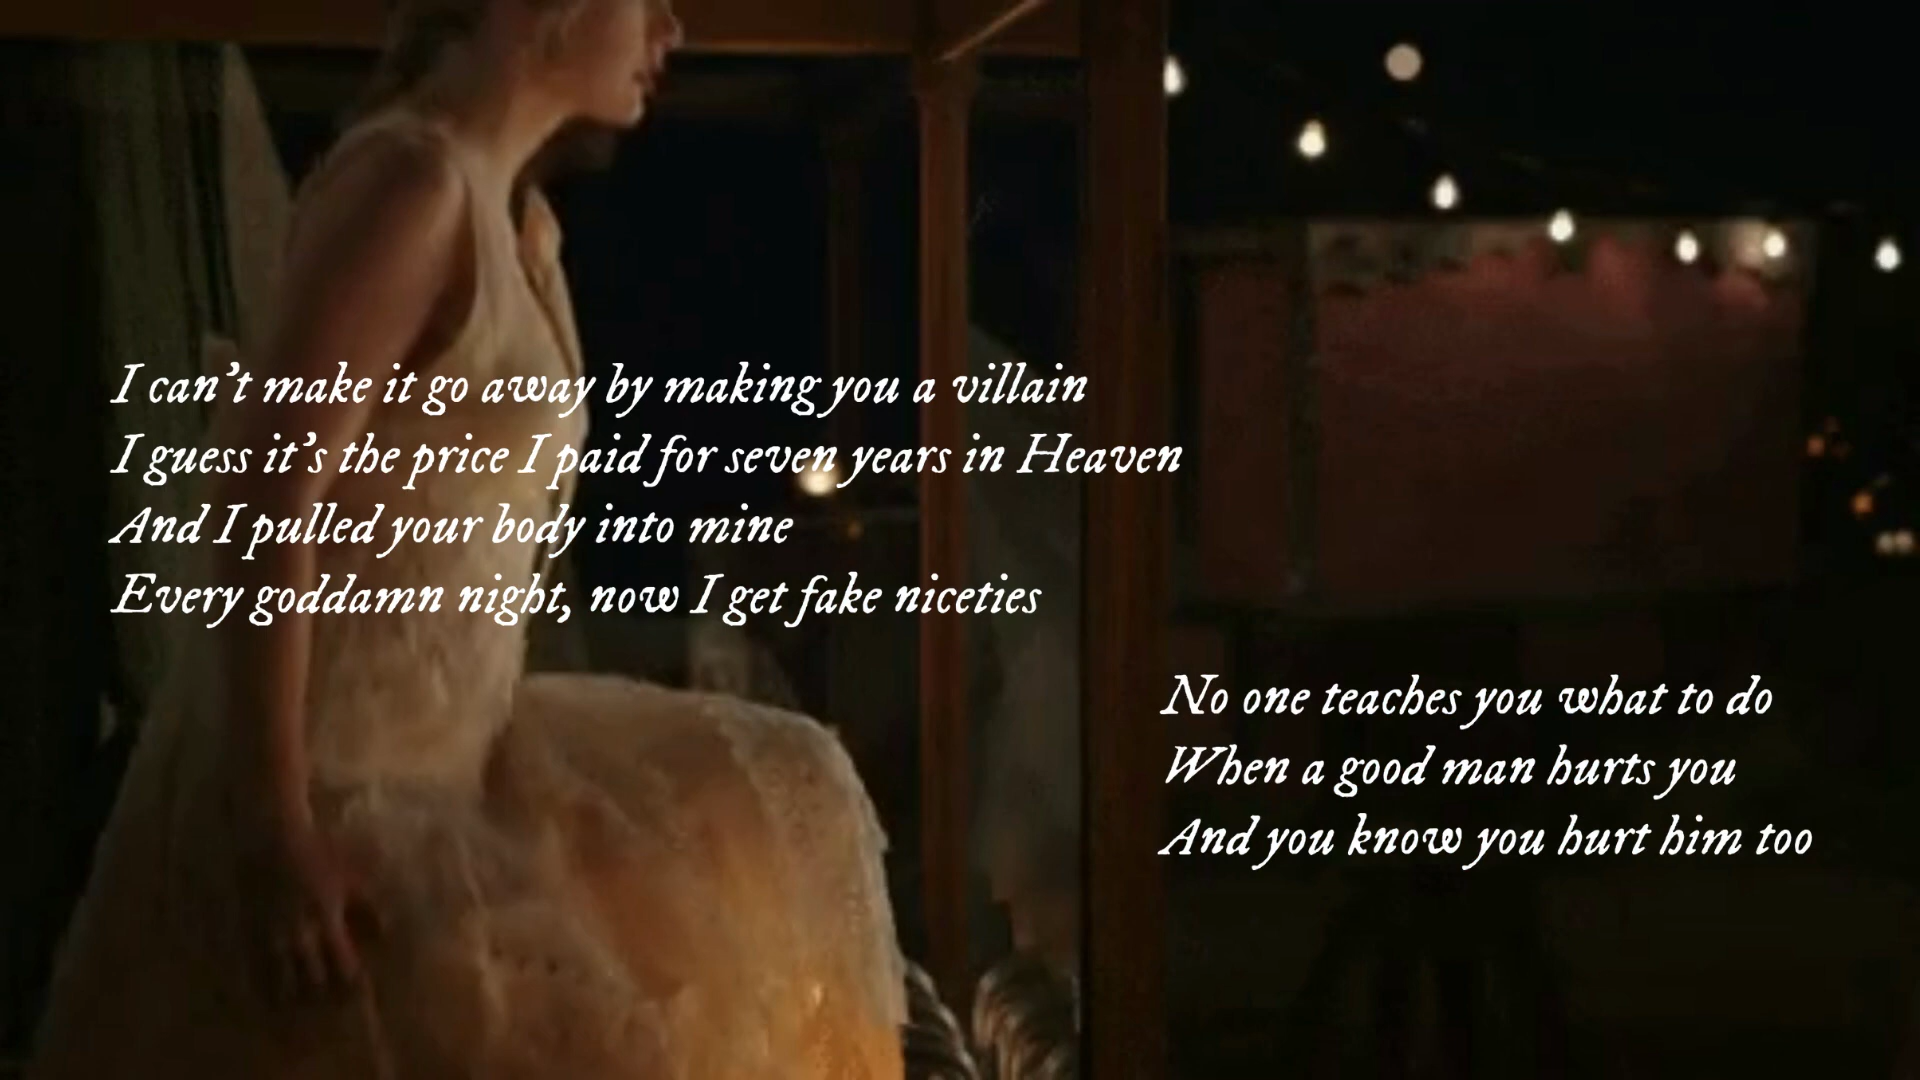 I can't make it go away by making you a villain
I guess it's the price I paid for seven years in Heaven
And I pulled your body into mine
Every goddamn night, now I get fake niceties
No one teaches you what to do
When a good man hurts you
And you know you hurt him too